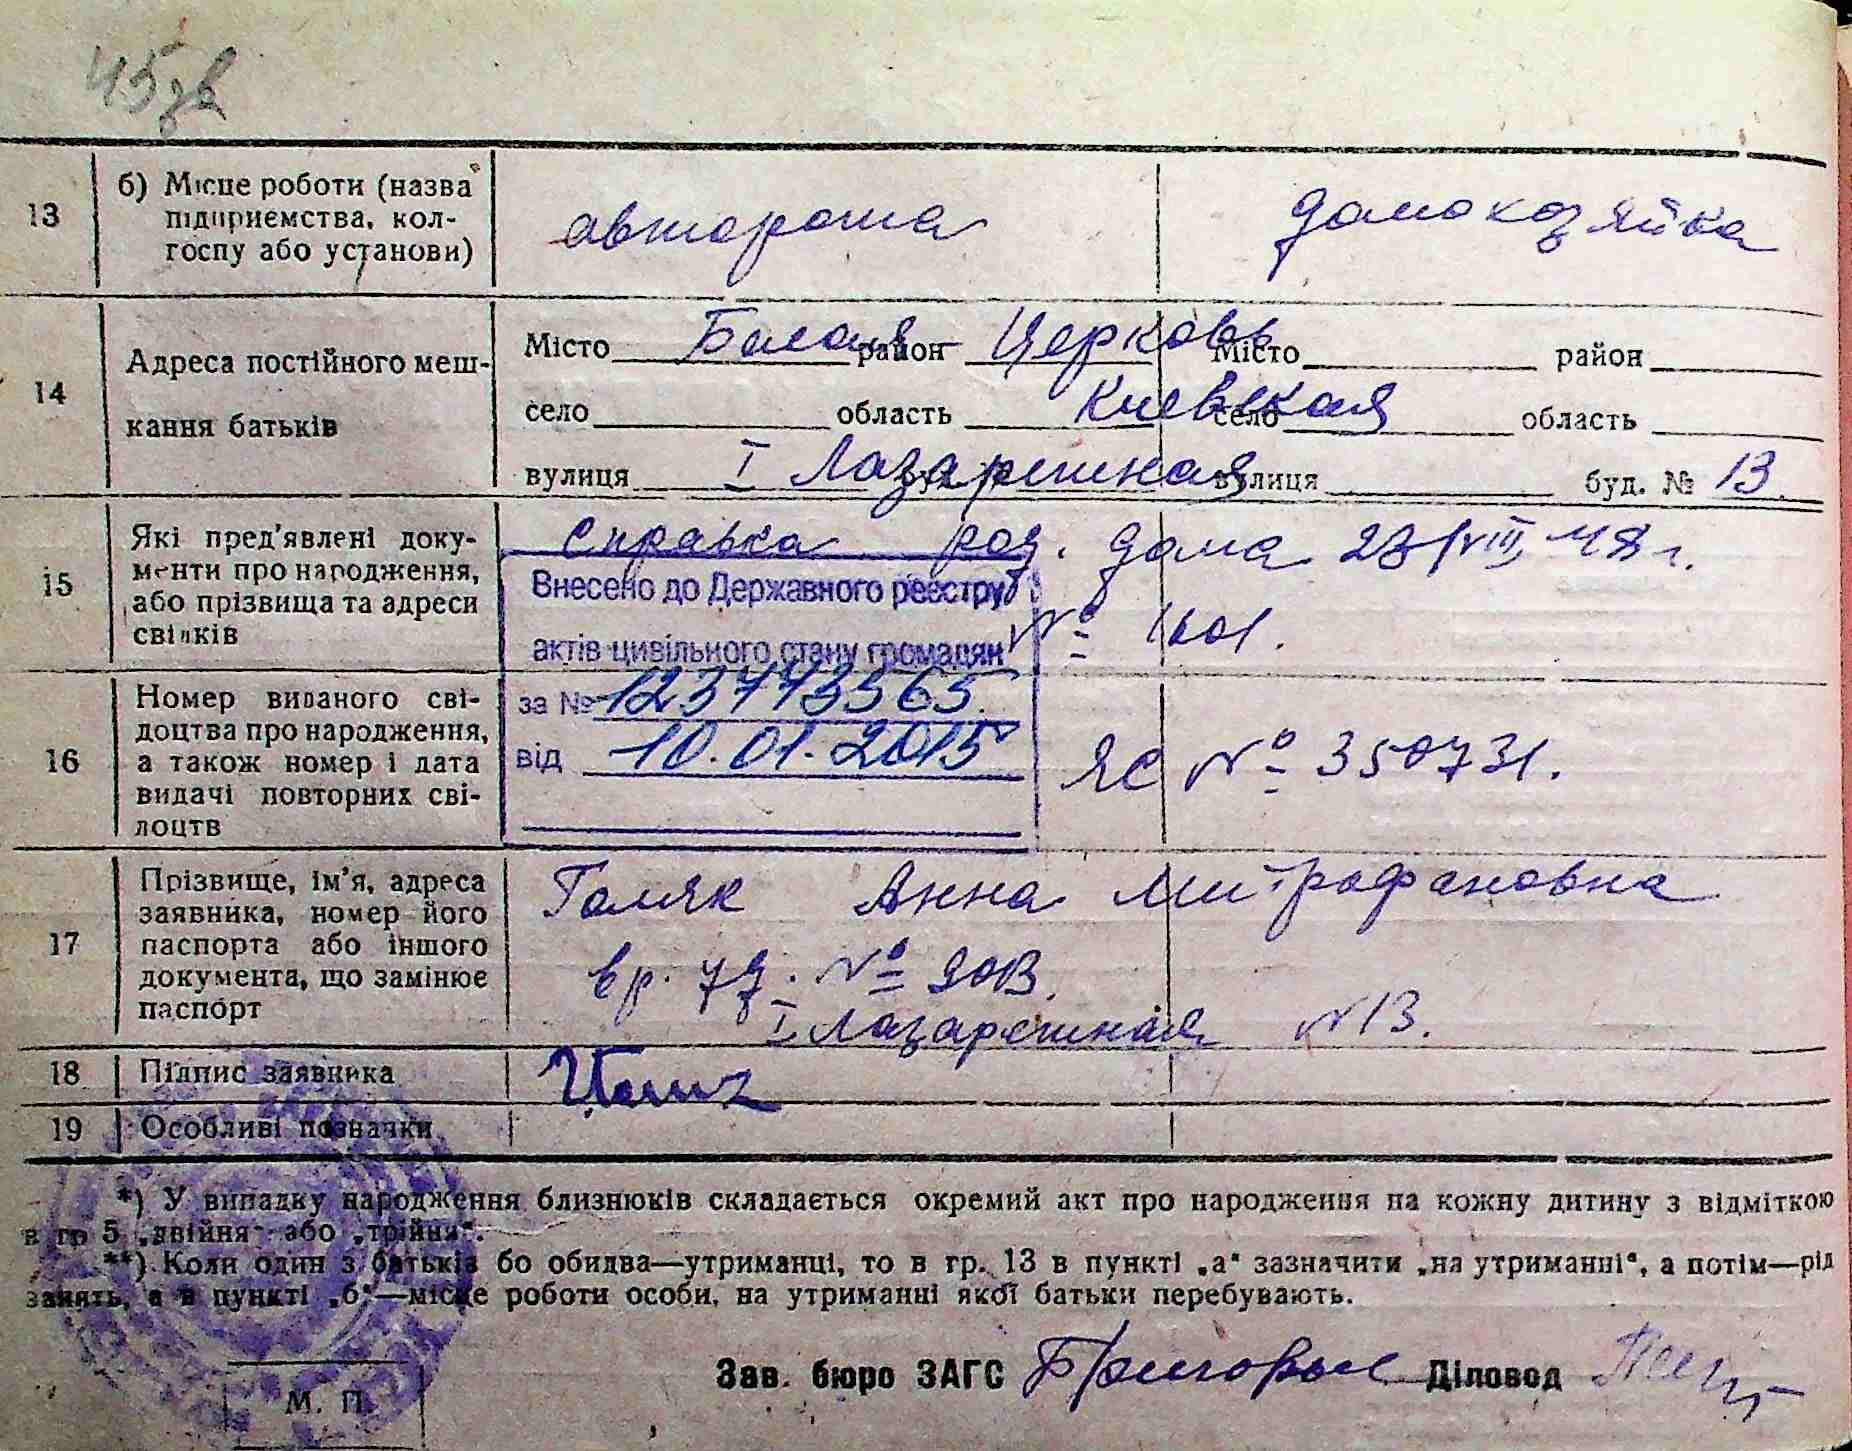 45зв
13 б) Місце роботи (назва підприємства, колгоспу або установи) авторота домохозяйка
14 Адреса постійного мешкання батьків
Місто Белая район Церковь Місто район
село область Киевская село область
вулиця I Лазаретная вулиця буд. № 13
15 Які пред'явлені документи про народження, або прізвища та адреси свідків
Справка род. дома 23/VIII 48 г.
№ 1601.
Внесено до Державного реєстру
актів цивільного стану громадян
за № 123773565
від 10.01.2015
16 Номер виданого свідоцтва про народження, а також номер і дата видачі повторних свідоцтв
ЯС № 350731.
17 Прізвище, ім'я, адреса заявника, номер його паспорта або іншого документа, що замінює паспорт
Голяк Анна Митрофановна
вр. уд. №
I Лазаретная № 13.
18 Підпис заявника
19 Особливі позначки
*) У випадку народження близнюків складається окремий акт про народження на кожну дитину з відміткою
в гр 5 „двійня" або „трійня".
**) Коли один з батьків бо обидва—утриманці, то в гр. 13 в пункті „а" зазначити „на утриманні", а потім—рід
занять, а в пункті „б"—місце роботи особи, на утриманні якої батьки перебувають.
Зав. бюро ЗАГС Діловод
М. П.